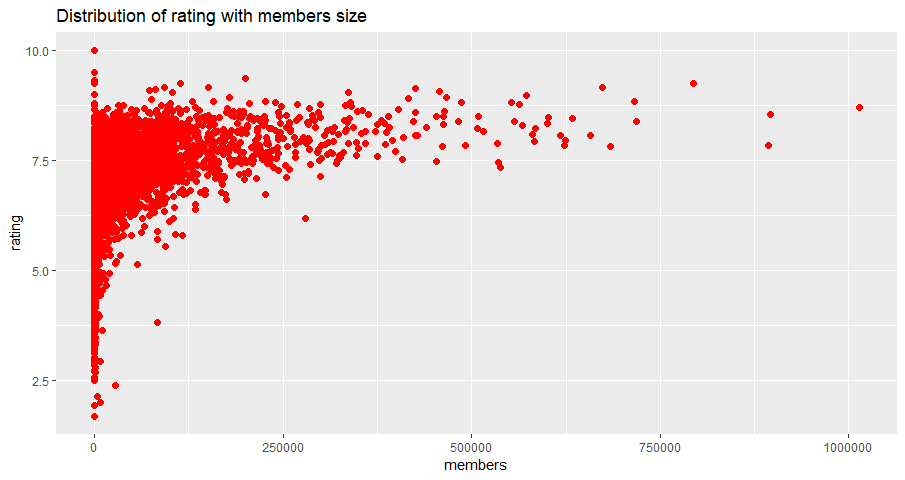 Distribution of rating with members size
10.0
7.5
5.0
2.5
rating
0 250000 500000 750000 1000000
members